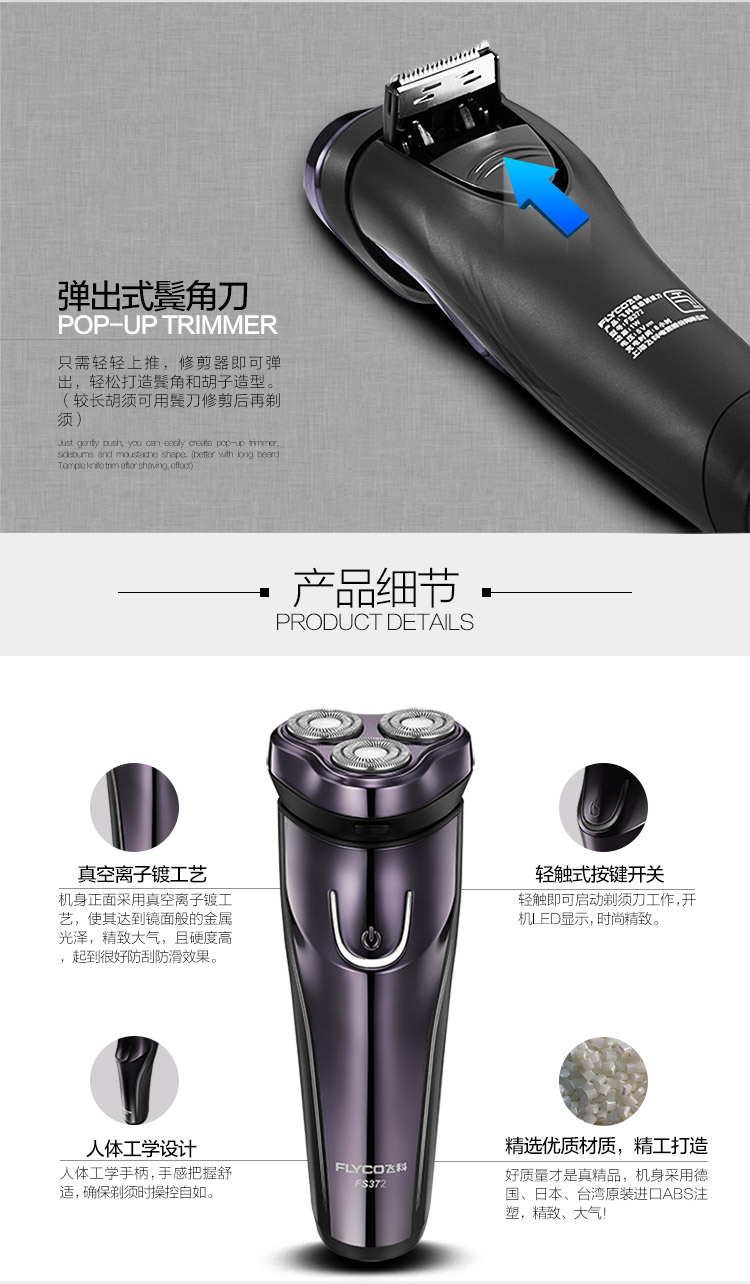 弹出式鬓角刀
POP-UP TRIMMER
只需轻轻上推，修剪器即可弹
出，轻松打造鬓角和胡子造型。
（较长胡须可用鬓刀修剪后再剃
须）
Just gently push, you can easily create pop-up trimmer,
sideburns and moustache shape. (better with long beard
Temple knife trim after shaving, effect)
FLYCO飞科
FS372
产品细节
PRODUCT DETAILS
真空离子镀工艺
机身正面采用真空离子镀工
艺，使其达到镜面般的金属
光泽，精致大气，且硬度高
，起到很好防刮防滑效果。
轻触式按键开关
轻触即可启动剃须刀工作，开
机LED显示，时尚精致。
人体工学设计
人体工学手柄，手感把握舒
适，确保剃须时操控自如。
精选优质材质，精工打造
好质量才是真精品，机身采用德
国、日本、台湾原装进口ABS注
塑，精致、大气！
FLYCO飞科
FS372